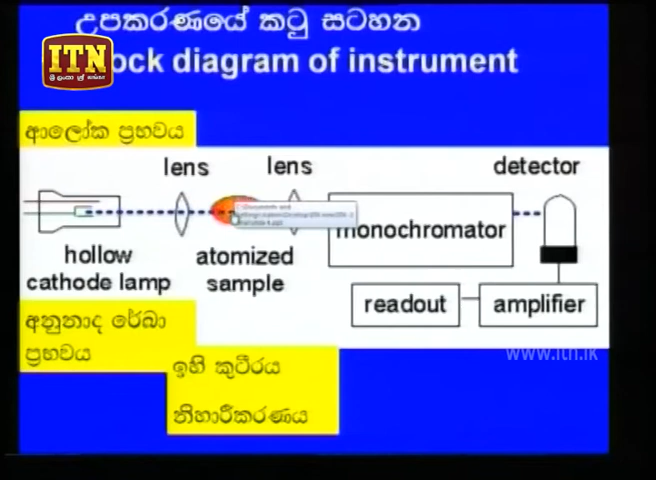 උපකරණයේ කටු සටහන
ITN
ock diagram of instrument
ආලෝක ප්‍රභවය
lens
lens
detector
monochromator
hollow
cathode lamp
atomized
sample
readout
amplifier
අනුනාද රේඛා
ප්‍රභවය
www.itn.lk
ඉහි කුටීරය
නිහාරීකරණය